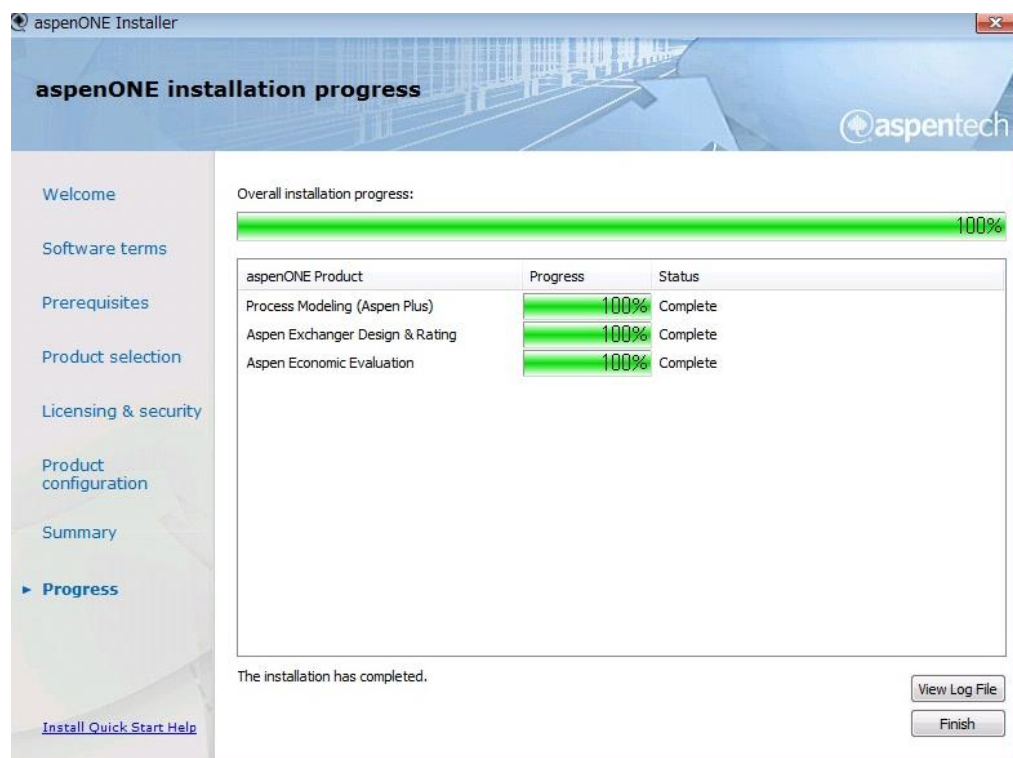 aspenONE Installer
aspenONE installation progress
aspentech
Welcome
Software terms
Prerequisites
Product selection
Licensing & security
Product
configuration
Summary
Progress
Install Quick Start Help
Overall installation progress:
100%
aspenONE Product Progress Status
Process Modeling (Aspen Plus) 100% Complete
Aspen Exchanger Design & Rating 100% Complete
Aspen Economic Evaluation 100% Complete
The installation has completed.
View Log File
Finish